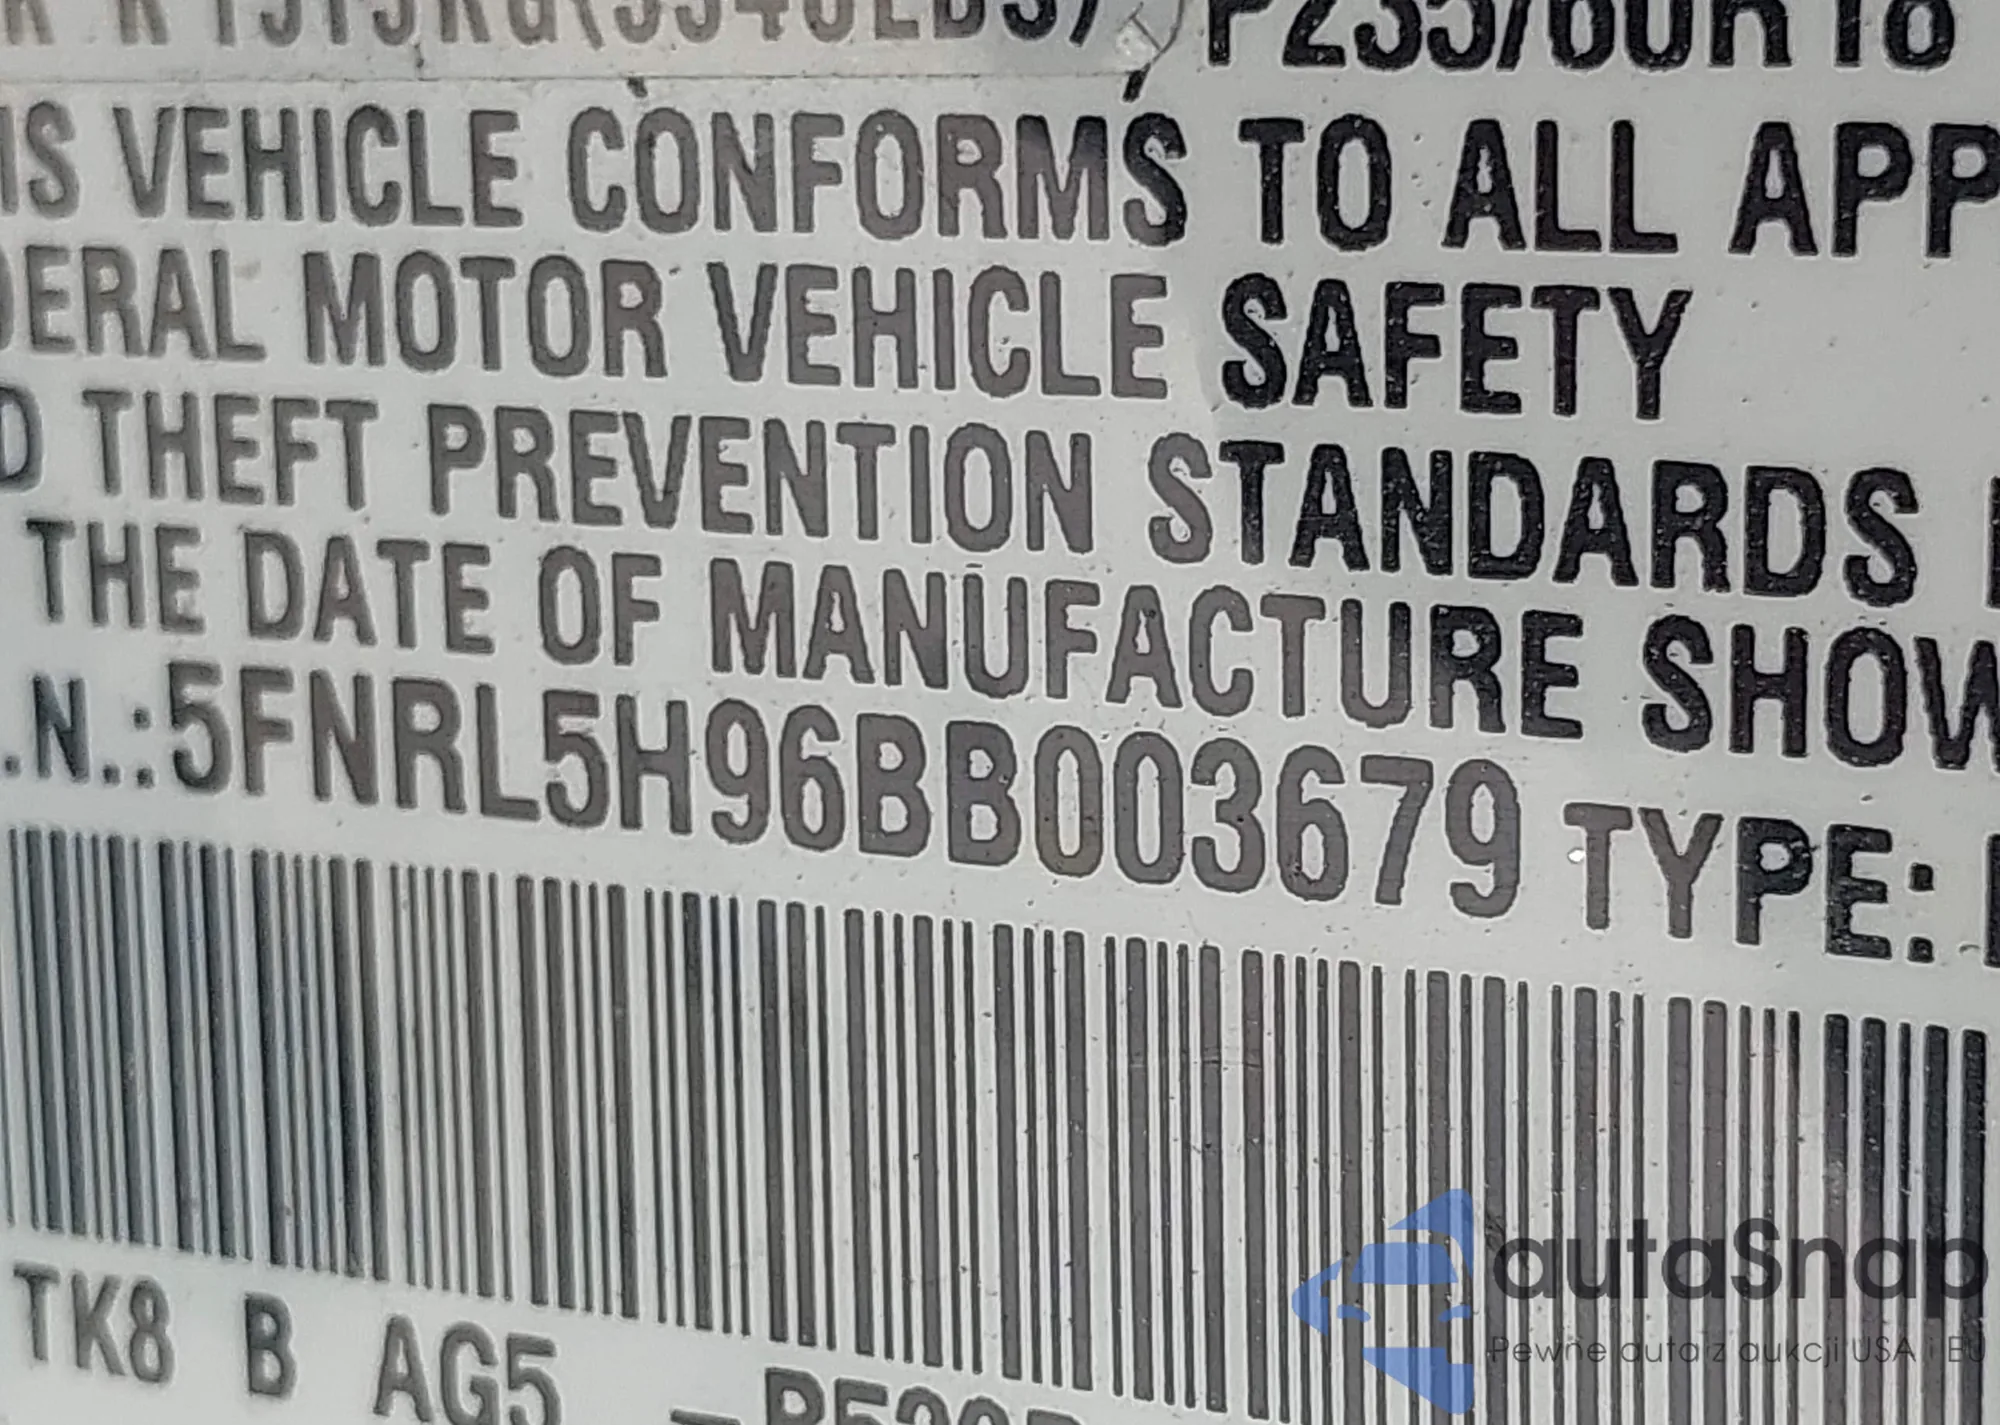 P235/60R18
IS VEHICLE CONFORMS TO ALL APP
DERAL MOTOR VEHICLE SAFETY
D THEFT PREVENTION STANDARDS
THE DATE OF MANUFACTURE SHOW
.N.:5FNRL5H96BB003679 TYPE:
TK8 B AG5
autaSnap
Pewne auta z aukcji USA i EU